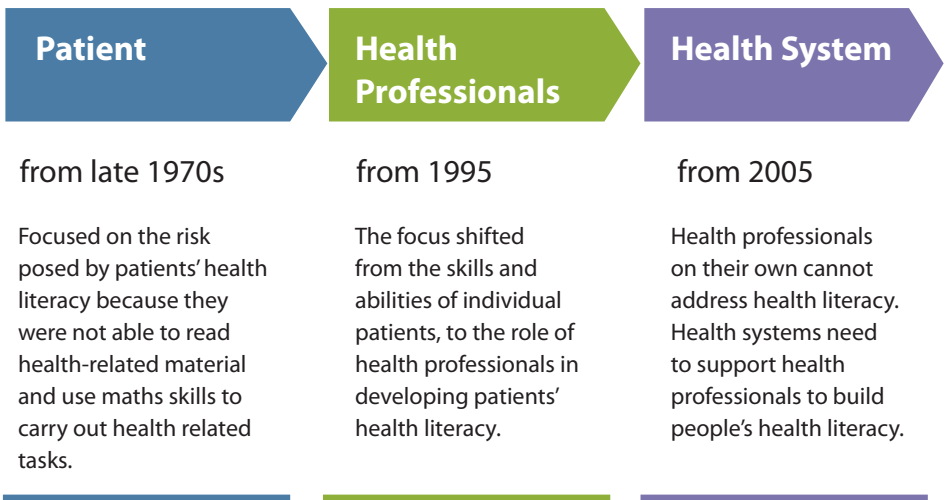 Patient
from late 1970s
Focused on the risk
posed by patients’ health
literacy because they
were not able to read
health-related material
and use maths skills to
carry out health related
tasks.
Health
Professionals
from 1995
The focus shifted
from the skills and
abilities of individual
patients, to the role of
health professionals in
developing patients’
health literacy.
Health System
from 2005
Health professionals
on their own cannot
address health literacy.
Health systems need
to support health
professionals to build
people’s health literacy.